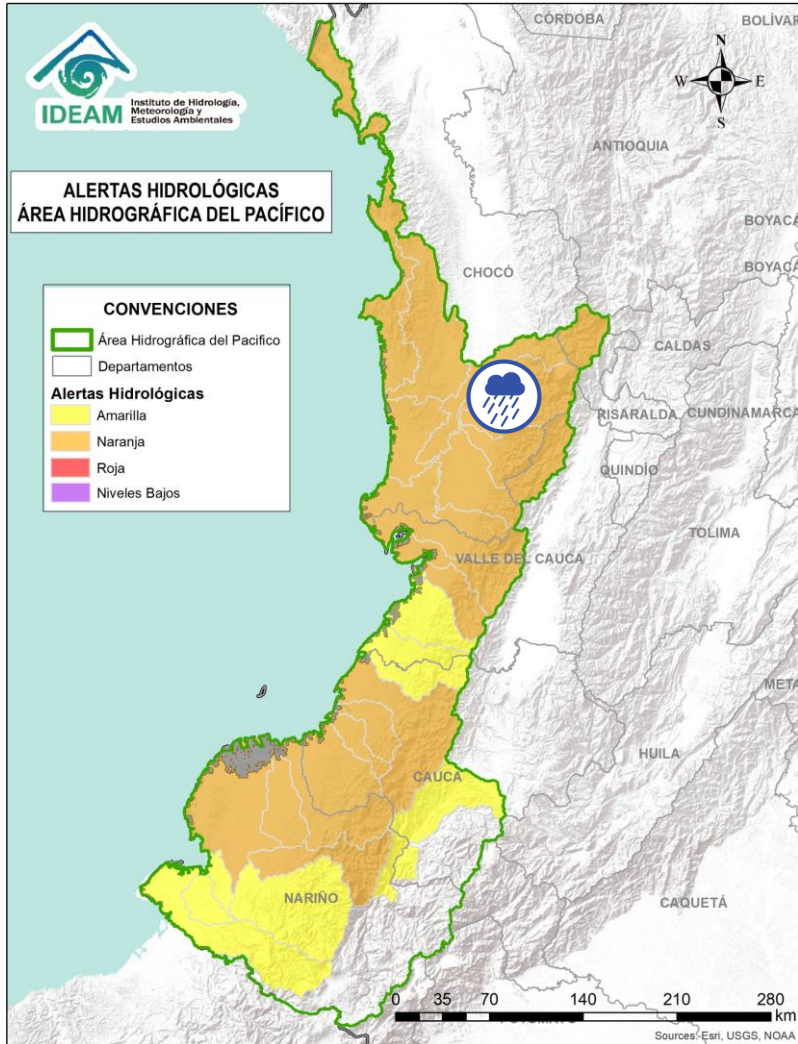 CÓRDOBA
BOLÍVAR
N
W
E
S
IDEAM
Instituto de Hidrología,
Meteorología y
Estudios Ambientales
ANTIOQUIA
ALERTAS HIDROLÓGICAS
ÁREA HIDROGRÁFICA DEL PACÍFICO
BOYACÁ
BOYACÁ
CHOCÓ
CONVENCIONES
Área Hidrográfica del Pacifico
Departamentos
Alertas Hidrológicas
Amarilla
Naranja
Roja
Niveles Bajos
CALDAS
RISARALDA
CUNDINAMARCA
QUINDÍO
TOLIMA
VALLE DEL CAUCA
META
HUILA
CAUCA
NARIÑO
CAQUETÁ
0 35 70 140 210 280
km
Sources: Esri, USGS, NOAA